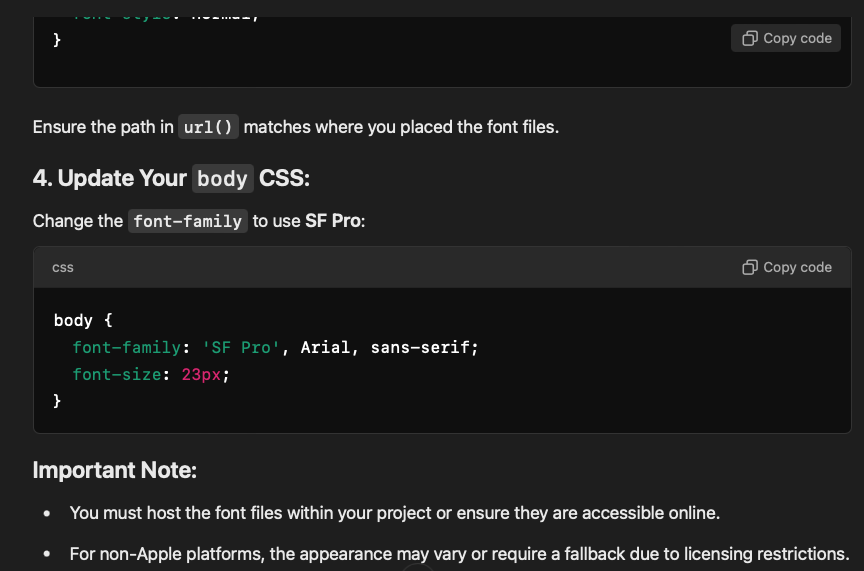 font-style: normal;
}
Copy code
Ensure the path in url() matches where you placed the font files.
4. Update Your body CSS:
Change the font-family to use SF Pro:
css
Copy code
body {
font-family: 'SF Pro', Arial, sans-serif;
font-size: 23px;
}
Important Note:
• You must host the font files within your project or ensure they are accessible online.
• For non-Apple platforms, the appearance may vary or require a fallback due to licensing restrictions.